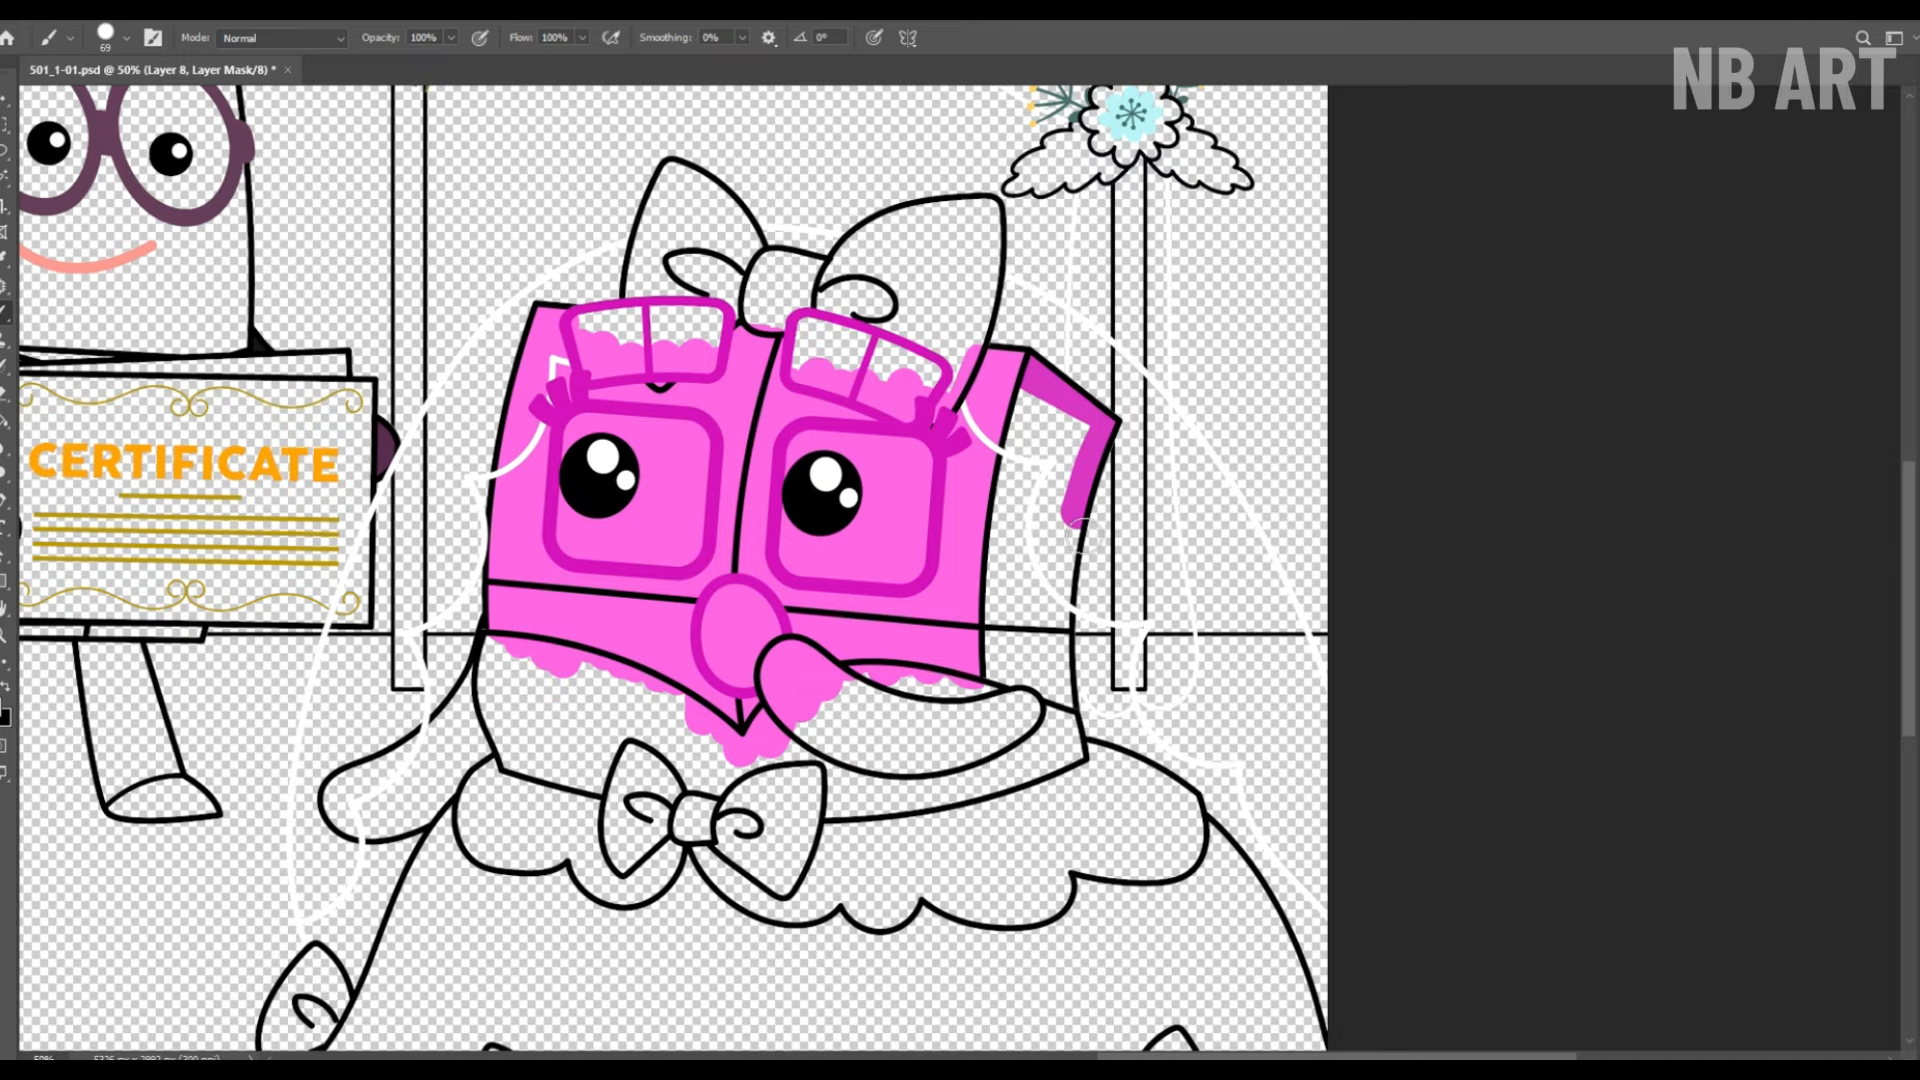 69
Mode: Normal Opacity: 100% Flow: 100% Smoothing: 0% 0°
501_1-01.psd @ 50% (Layer 8, Layer Mask/8) * ×
NB ART
CERTIFICATE